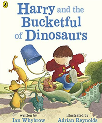 Harry and the
Bucketful of
Dinosaurs
written by
Ian Whybrow
illustrated by
Adrian Reynolds